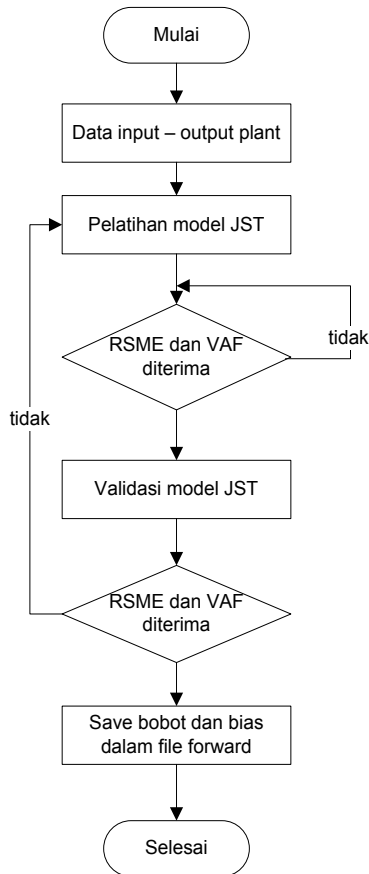 Mulai
Data input – output plant
Pelatihan model JST
RSME dan VAF
diterima
tidak
tidak
Validasi model JST
RSME dan VAF
diterima
Save bobot dan bias
dalam file forward
Selesai